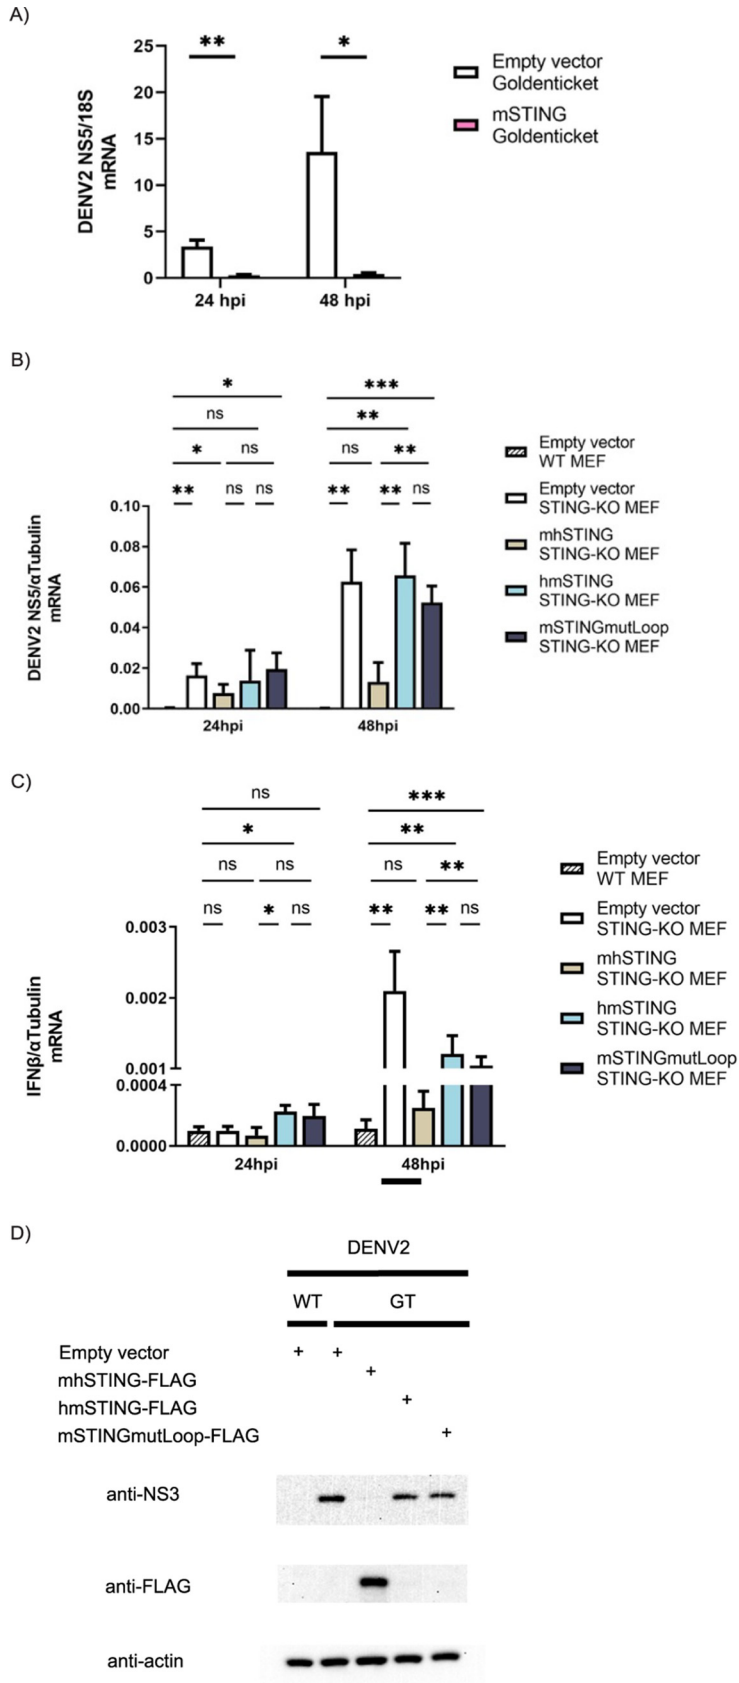 A)
** *
25
20
15
10
5
0
DENV2 NS5/18S
mRNA
24 hpi 48 hpi
Empty vector
Goldenticket
mSTING
Goldenticket
B)
* ***
ns **
* ns ns **
** ns ns ** ** ns
0.10
0.08
0.06
0.04
0.02
0.00
DENV2 NS5/αTubulin
mRNA
24hpi 48hpi
Empty vector
WT MEF
Empty vector
STING-KO MEF
mhSTING
STING-KO MEF
hmSTING
STING-KO MEF
mSTINGmutLoop
STING-KO MEF
C)
ns ***
* **
ns ns ns **
ns * ns ** ** ns
0.003
0.002
0.001
0.0004
0.0000
IFNβ/αTubulin
mRNA
24hpi 48hpi
Empty vector
WT MEF
Empty vector
STING-KO MEF
mhSTING
STING-KO MEF
hmSTING
STING-KO MEF
mSTINGmutLoop
STING-KO MEF
D)
DENV2
WT GT
Empty vector + +
mhSTING-FLAG +
hmSTING-FLAG +
mSTINGmutLoop-FLAG +
anti-NS3
anti-FLAG
anti-actin